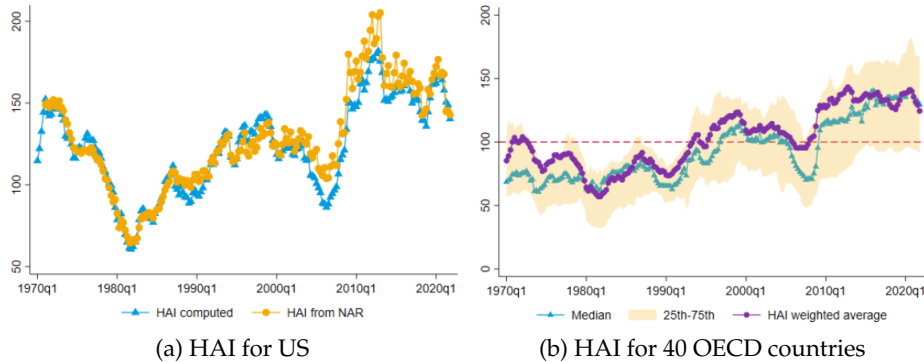 200
150
100
50
1970q1 1980q1 1990q1 2000q1 2010q1 2020q1
HAI computed HAI from NAR
(a) HAI for US
200
150
100
50
0
1970q1 1980q1 1990q1 2000q1 2010q1 2020q1
Median 25th-75th HAI weighted average
(b) HAI for 40 OECD countries